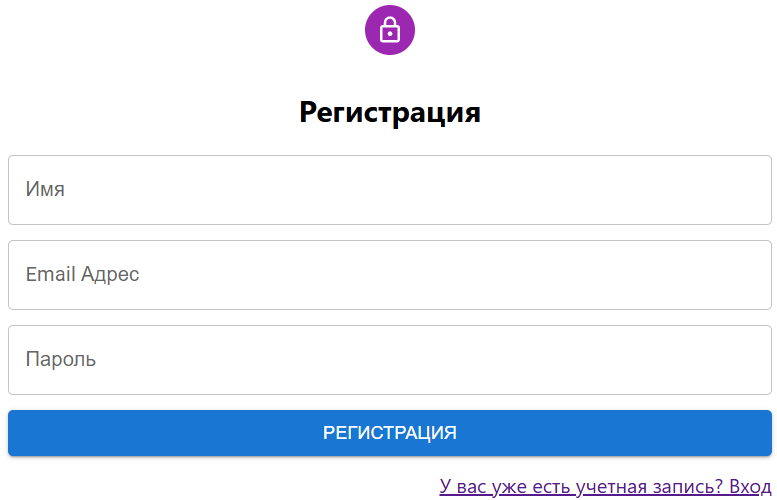 Регистрация
Имя
Email Адрес
Пароль
РЕГИСТРАЦИЯ
У вас уже есть учетная запись? Вход